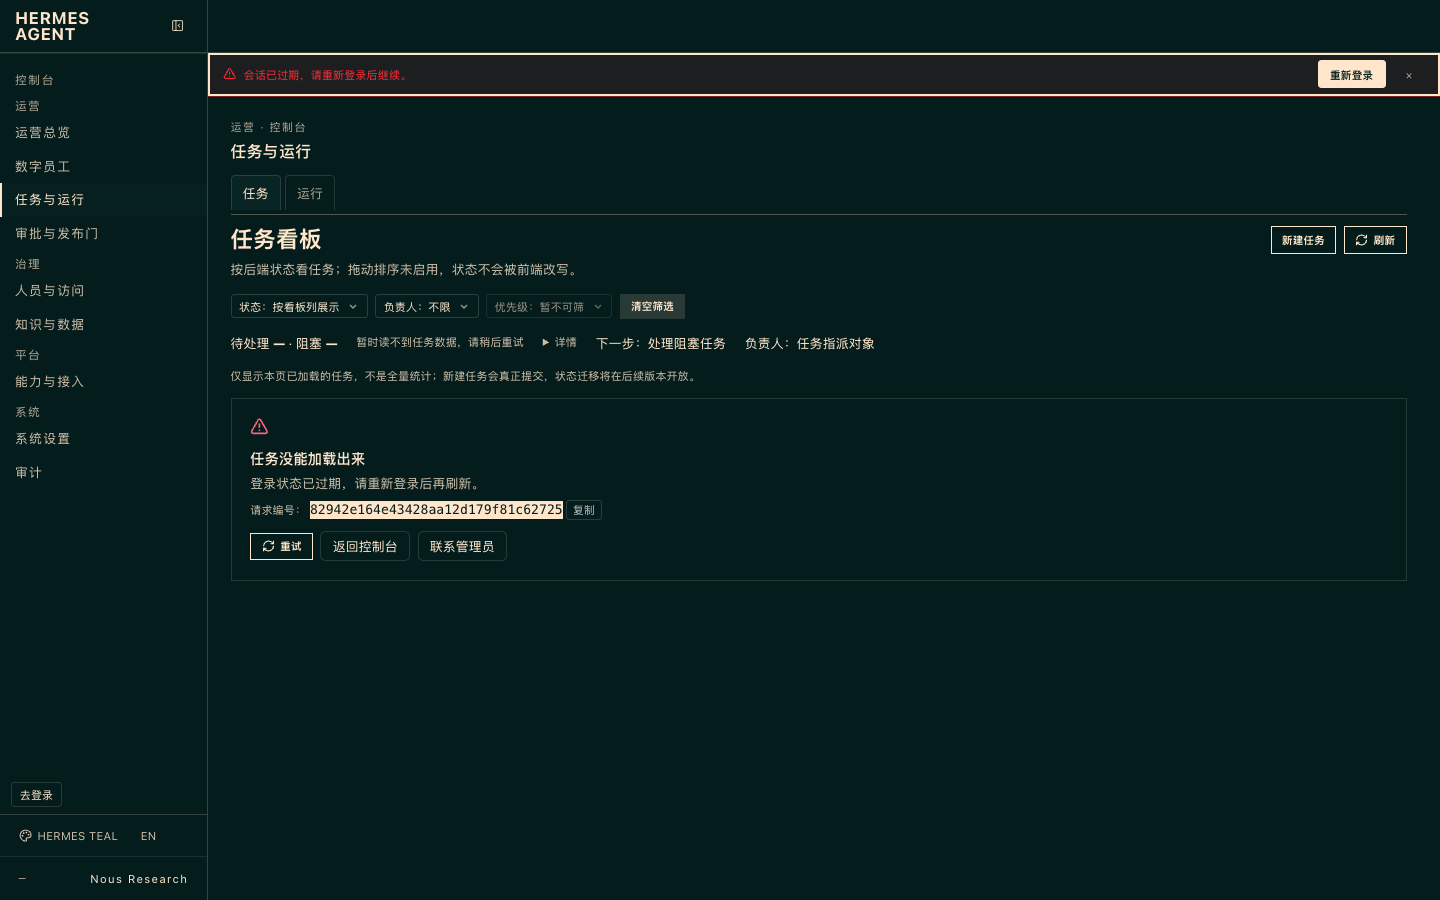 HERMES
AGENT
控制台
运营
运营总览
数字员工
任务与运行
审批与发布门
治理
人员与访问
知识与数据
平台
能力与接入
系统
系统设置
审计
去登录
HERMES TEAL EN
— Nous Research
会话已过期，请重新登录后继续。 重新登录 ×
运营 · 控制台
任务与运行
任务 运行
任务看板 新建任务 刷新
按后端状态看任务；拖动排序未启用，状态不会被前端改写。
状态：按看板列展示 负责人：不限 优先级：暂不可筛 清空筛选
待处理 — · 阻塞 — 暂时读不到任务数据，请稍后重试 ▶ 详情 下一步：处理阻塞任务 负责人：任务指派对象
仅显示本页已加载的任务，不是全量统计；新建任务会真正提交，状态迁移将在后续版本开放。
任务没能加载出来
登录状态已过期，请重新登录后再刷新。
请求编号： 82942e164e43428aa12d179f81c62725 复制
重试 返回控制台 联系管理员